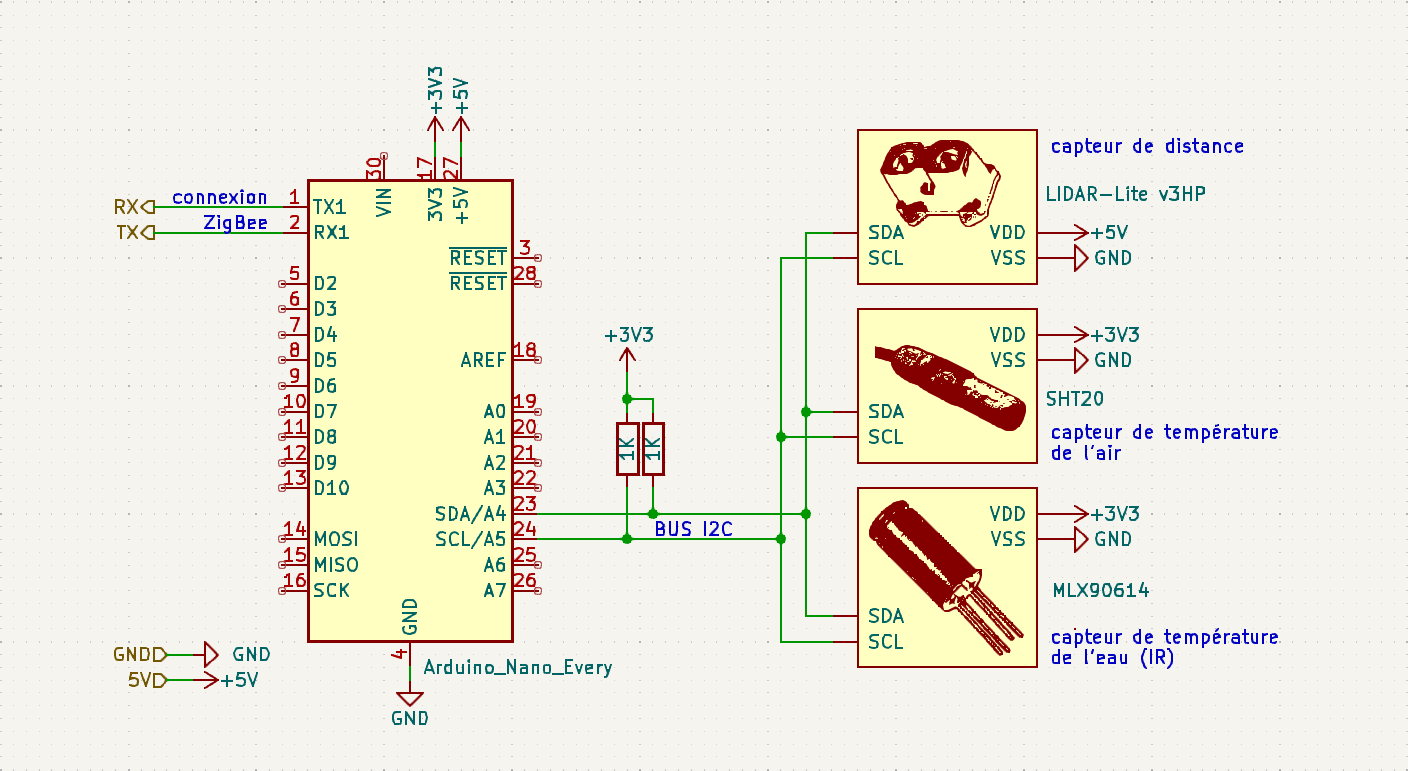 +3V3
+5V
30
17
27
VIN
3V3
+5V
RX
connexion
1
TX1
TX
ZigBee
2
RX1
RESET
3
RESET
28
5
D2
6
D3
7
D4
8
D5
AREF
18
9
D6
10
D7
A0
19
11
D8
A1
20
12
D9
A2
21
13
D10
A3
22
SDA/A4
23
14
MOSI
SCL/A5
24
15
MISO
A6
25
16
SCK
A7
26
GND
4
Arduino_Nano_Every
GND
GND
GND
5V
+5V
+3V3
1K
1K
BUS I2C
capteur de distance
LIDAR-Lite v3HP
SDA
VDD
+5V
SCL
VSS
GND
VDD
+3V3
VSS
GND
SHT20
SDA
SCL
capteur de température
de l'air
VDD
+3V3
VSS
GND
MLX90614
SDA
SCL
capteur de température
de l'eau (IR)